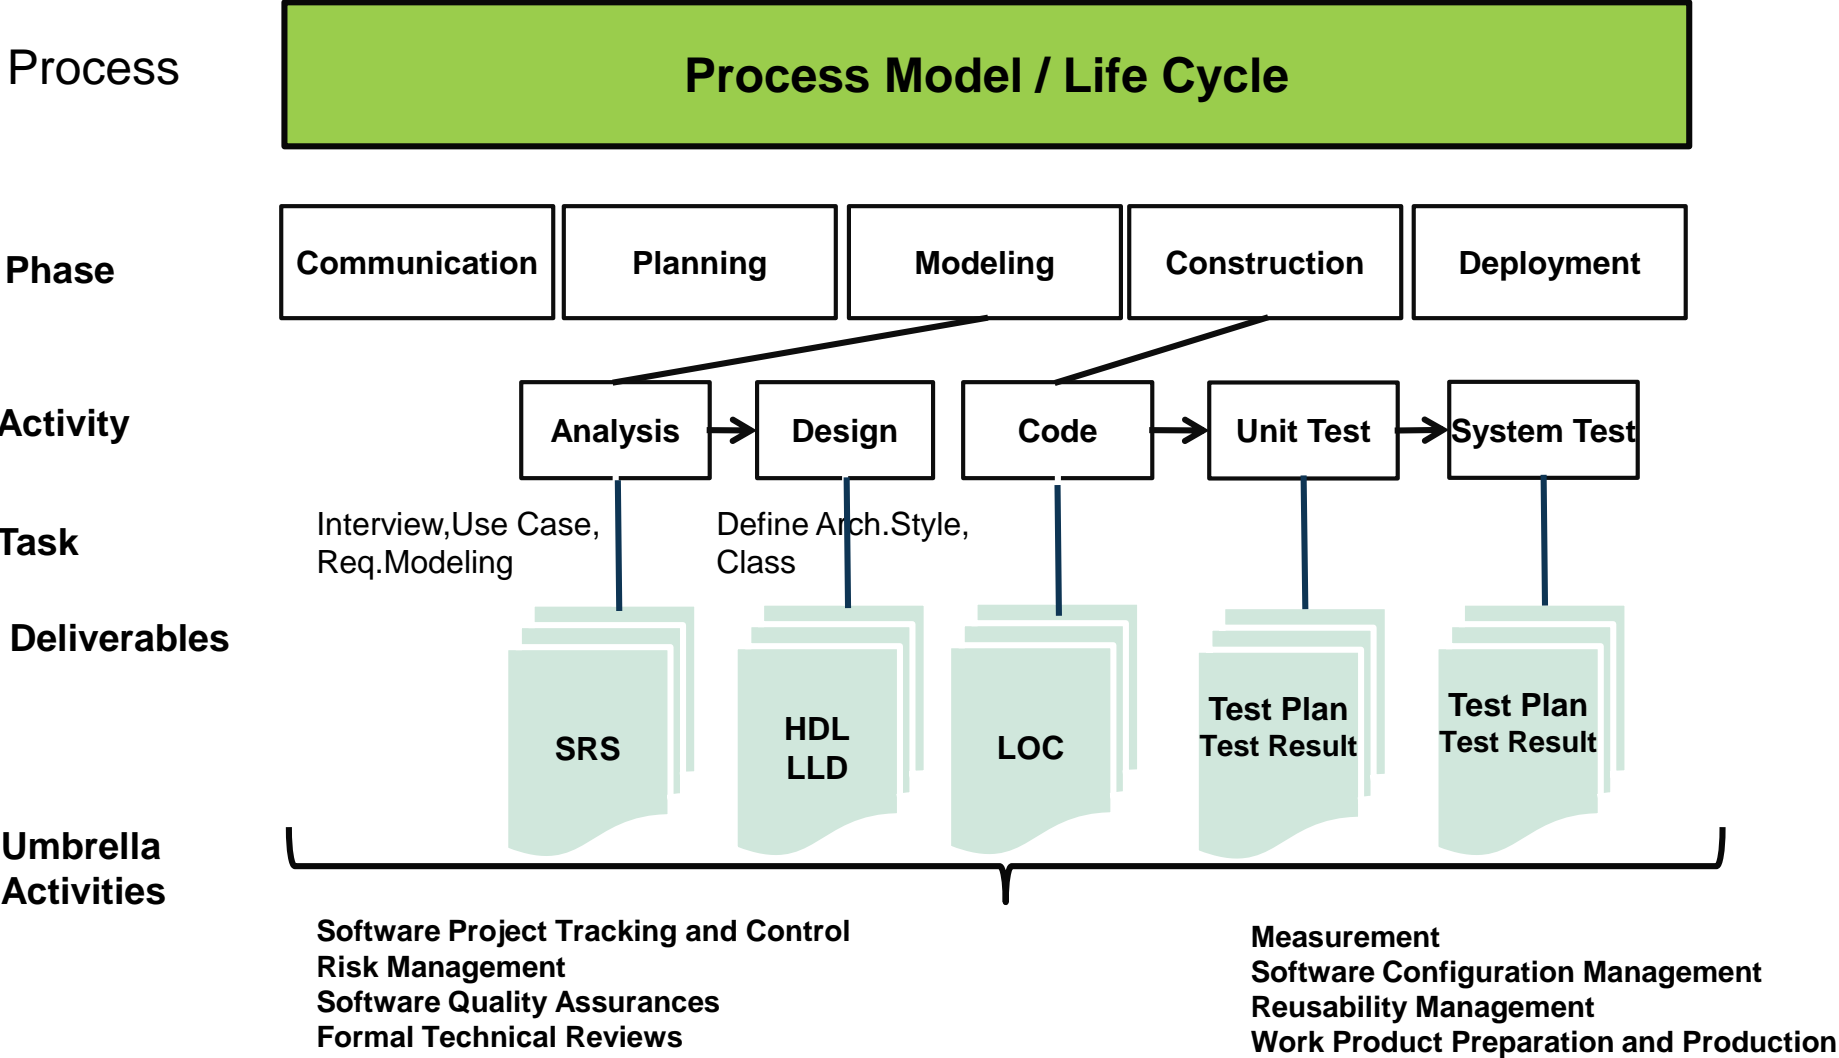 Process
Process Model / Life Cycle
Phase
Communication
Planning
Modeling
Construction
Deployment
Activity
Analysis
Design
Code
Unit Test
System Test
Task
Interview,Use Case,
Req.Modeling
Define Arch.Style,
Class
Deliverables
SRS
HDL
LLD
LOC
Test Plan
Test Result
Test Plan
Test Result
Umbrella
Activities
Software Project Tracking and Control
Risk Management
Software Quality Assurances
Formal Technical Reviews
Measurement
Software Configuration Management
Reusability Management
Work Product Preparation and Production